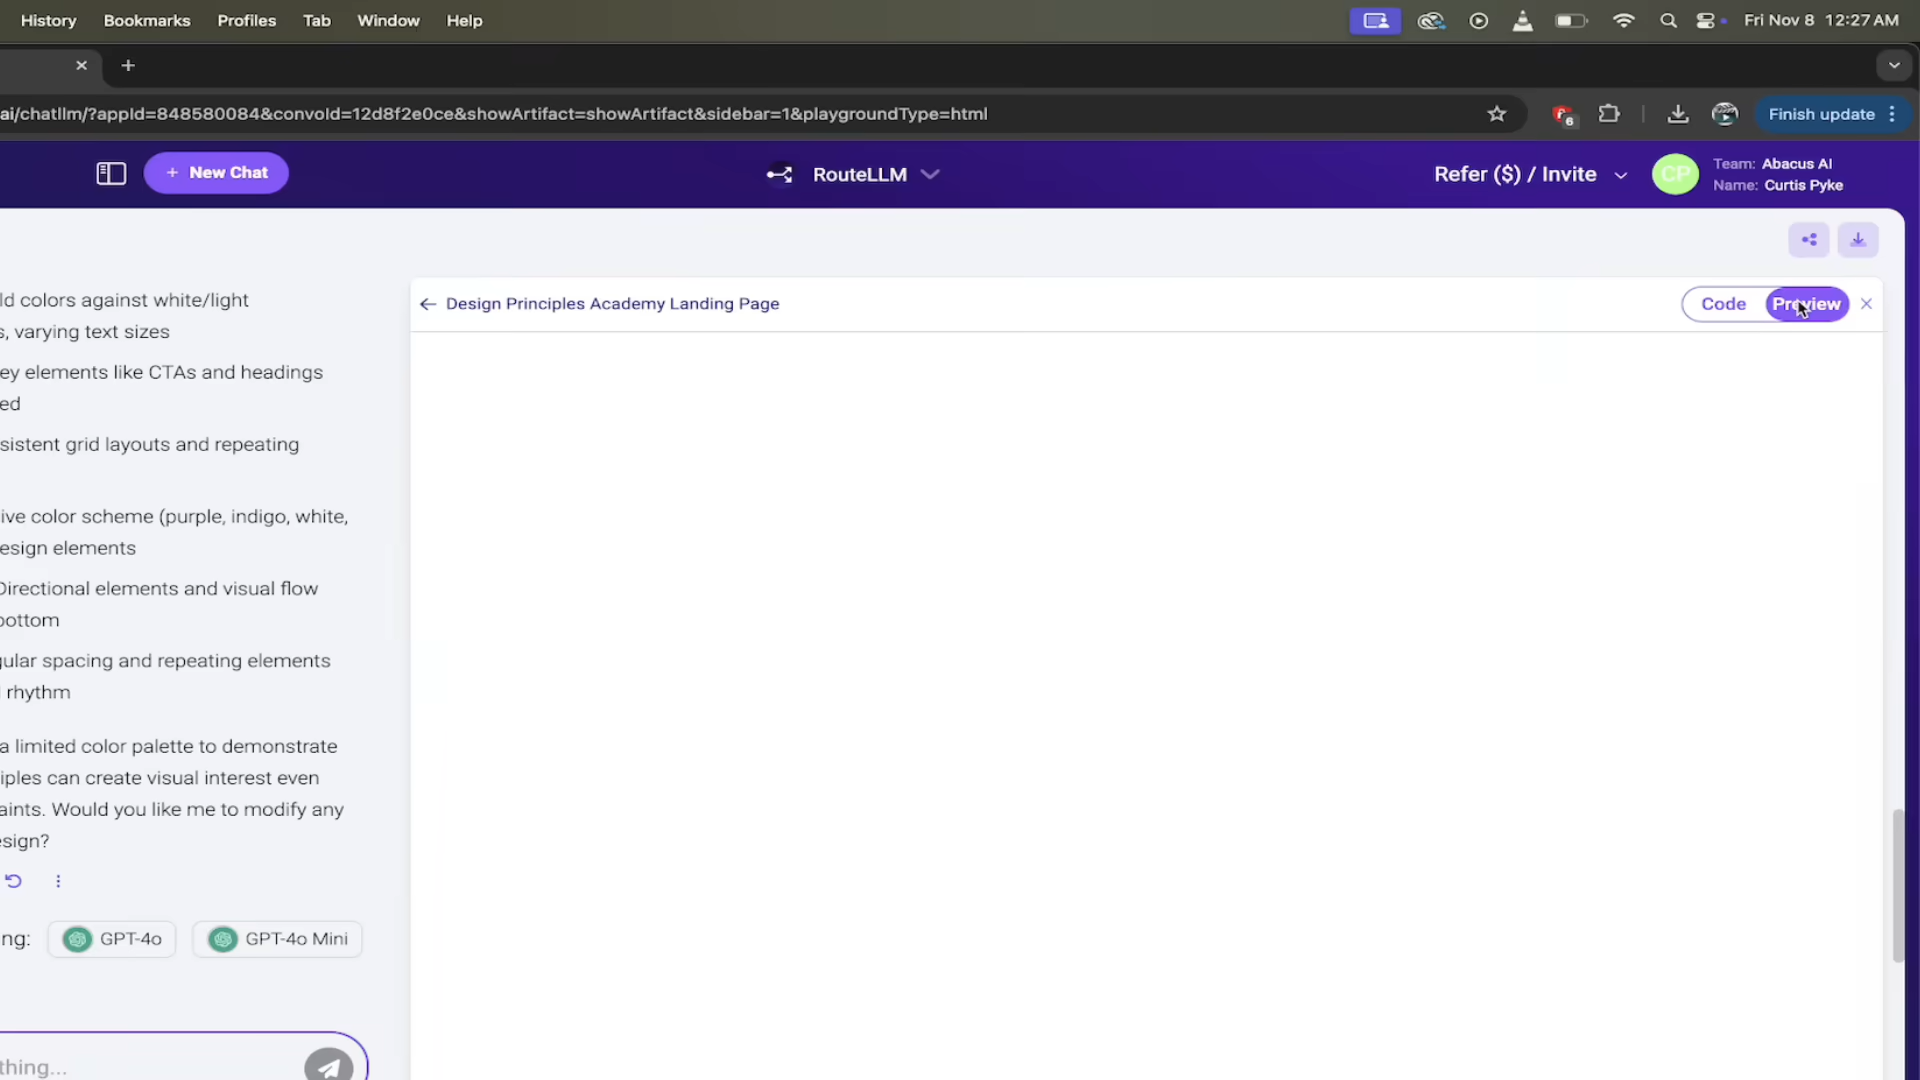 History Bookmarks Profiles Tab Window Help Fri Nov 8 12:27 AM
ai/chatllm/?appId=848580084&convoId=12d8f2e0ce&showArtifact=showArtifact&sidebar=1&playgroundType=html
6
Finish update
+ New Chat
RouteLLM
Refer ($) / Invite
CP
Team: Abacus AI
Name: Curtis Pyke
Design Principles Academy Landing Page
Code Preview
ld colors against white/light
s, varying text sizes
ey elements like CTAs and headings
ed
sistent grid layouts and repeating
ive color scheme (purple, indigo, white,
esign elements
Directional elements and visual flow
bottom
gular spacing and repeating elements
rhythm
a limited color palette to demonstrate
iples can create visual interest even
aints. Would you like me to modify any
esign?
ng: GPT-4o GPT-4o Mini
thing...